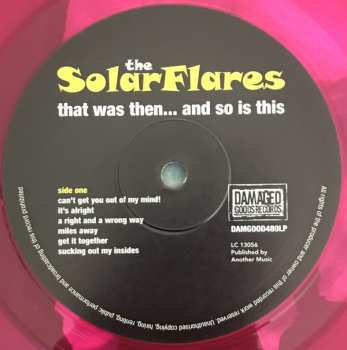 the
SolarFlares
that was then... and so is this
side one
can't get you out of my mind!
it's alright
a right and a wrong way
miles away
get it together
sucking out my insides
DAMAGED
GOODS RECORDS
DAMGOOD480LP
LC 13056
Published by
Another Music
All rights of the producer and owner of this recorded work reserved. Unauthorised copying, hiring, renting, public performance and broadcasting of this record prohibited